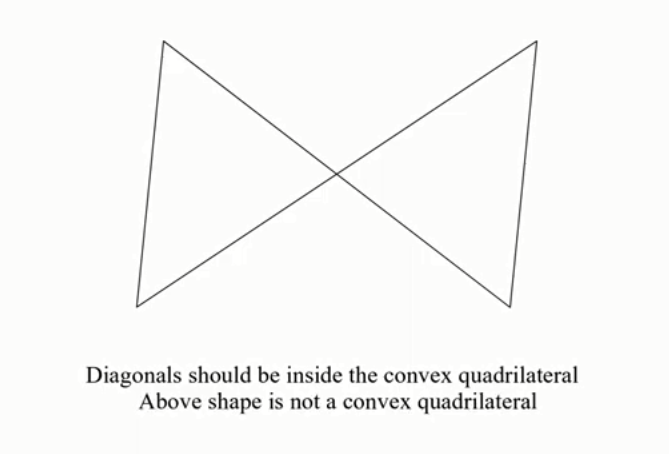 Diagonals should be inside the convex quadrilateral
Above shape is not a convex quadrilateral